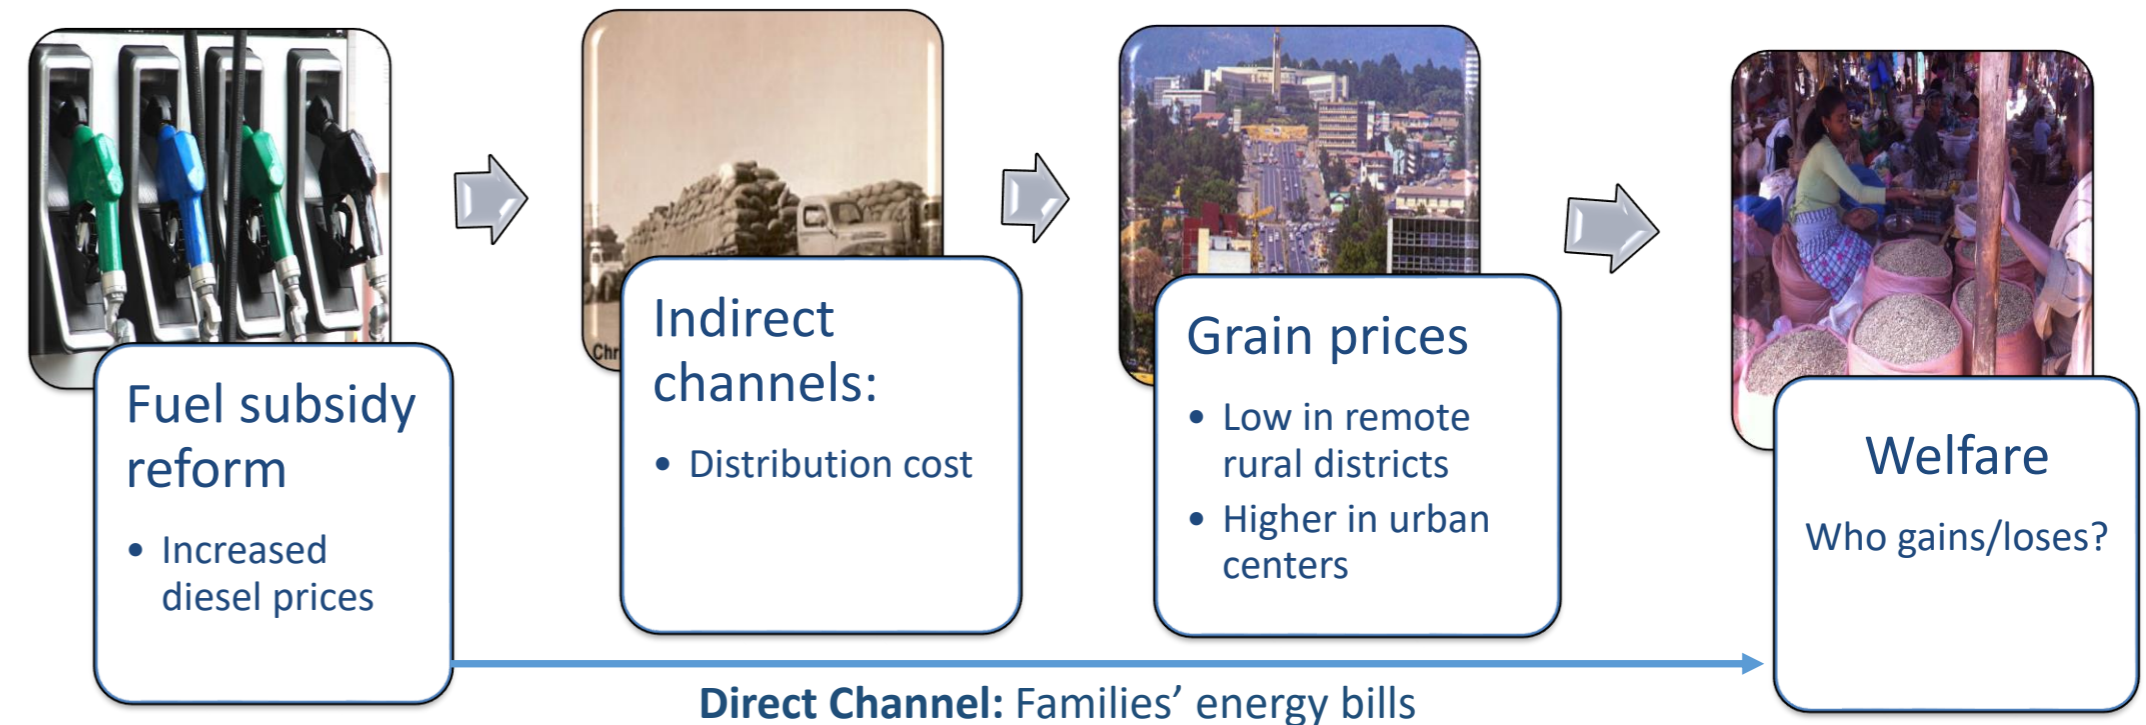 Fuel subsidy
reform
• Increased
diesel prices
Chr
Indirect
channels:
• Distribution cost
Grain prices
• Low in remote
rural districts
• Higher in urban
centers
Welfare
Who gains/loses?
Direct Channel: Families’ energy bills